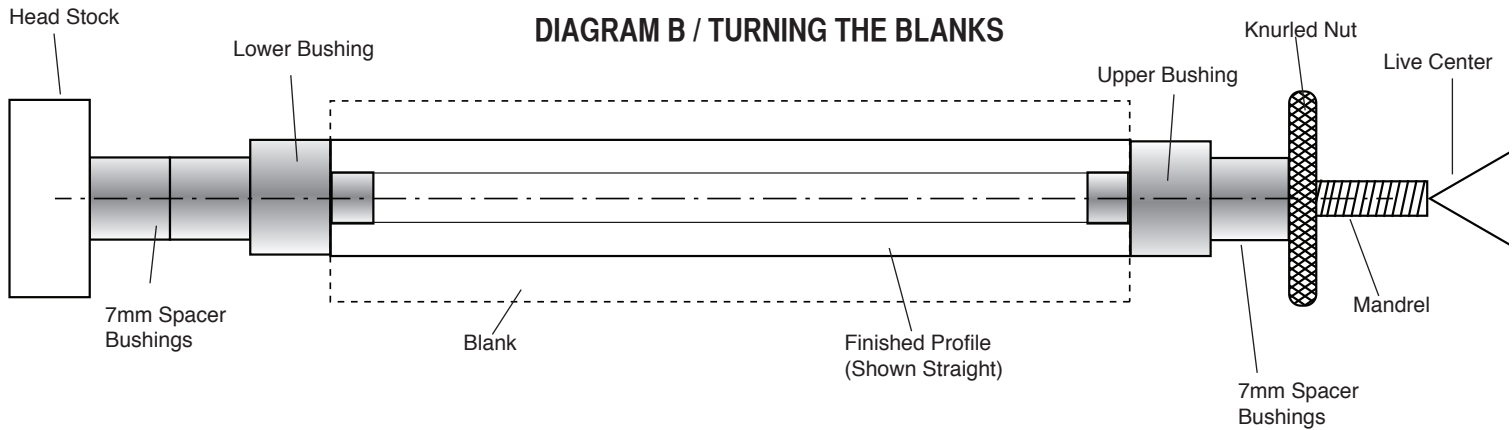 Head Stock
DIAGRAM B / TURNING THE BLANKS
Knurled Nut
Lower Bushing
Live Center
Upper Bushing
7mm Spacer
Bushings
Blank
Finished Profile
(Shown Straight)
Mandrel
7mm Spacer
Bushings